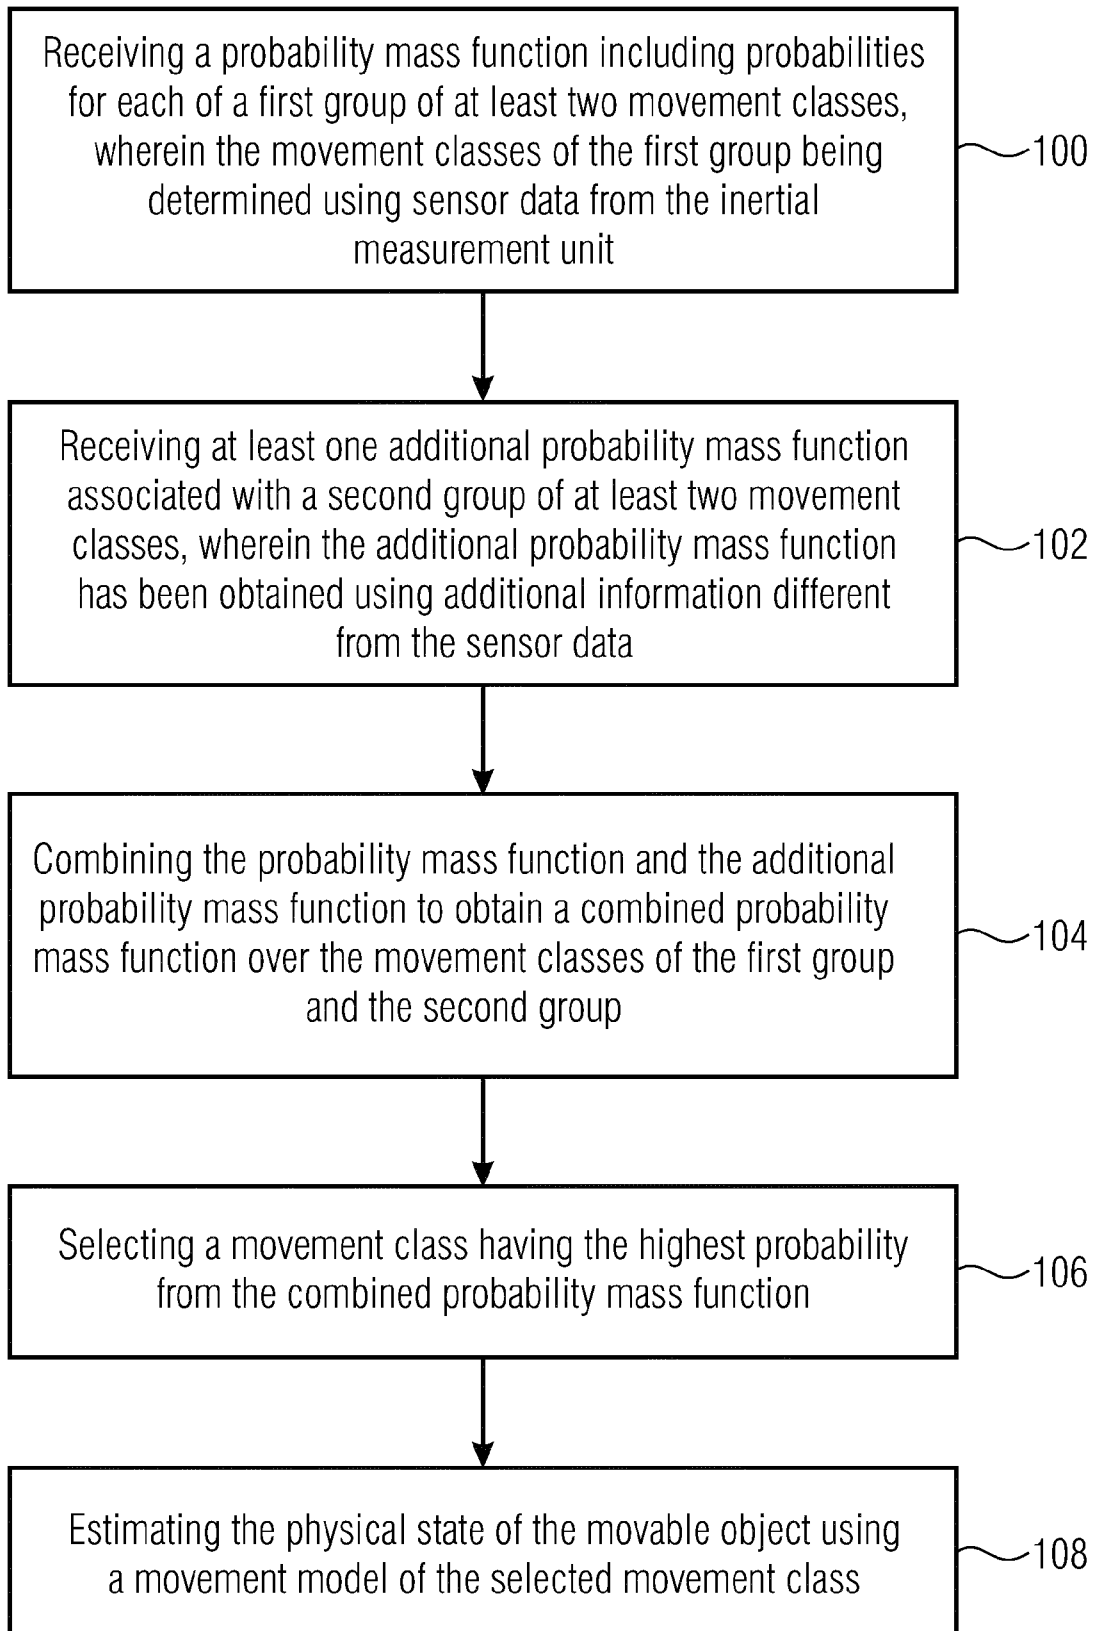 Receiving a probability mass function including probabilities
for each of a first group of at least two movement classes,
wherein the movement classes of the first group being
determined using sensor data from the inertial
measurement unit
100
Receiving at least one additional probability mass function
associated with a second group of at least two movement
classes, wherein the additional probability mass function
has been obtained using additional information different
from the sensor data
102
Combining the probability mass function and the additional
probability mass function to obtain a combined probability
mass function over the movement classes of the first group
and the second group
104
Selecting a movement class having the highest probability
from the combined probability mass function
106
Estimating the physical state of the movable object using
a movement model of the selected movement class
108